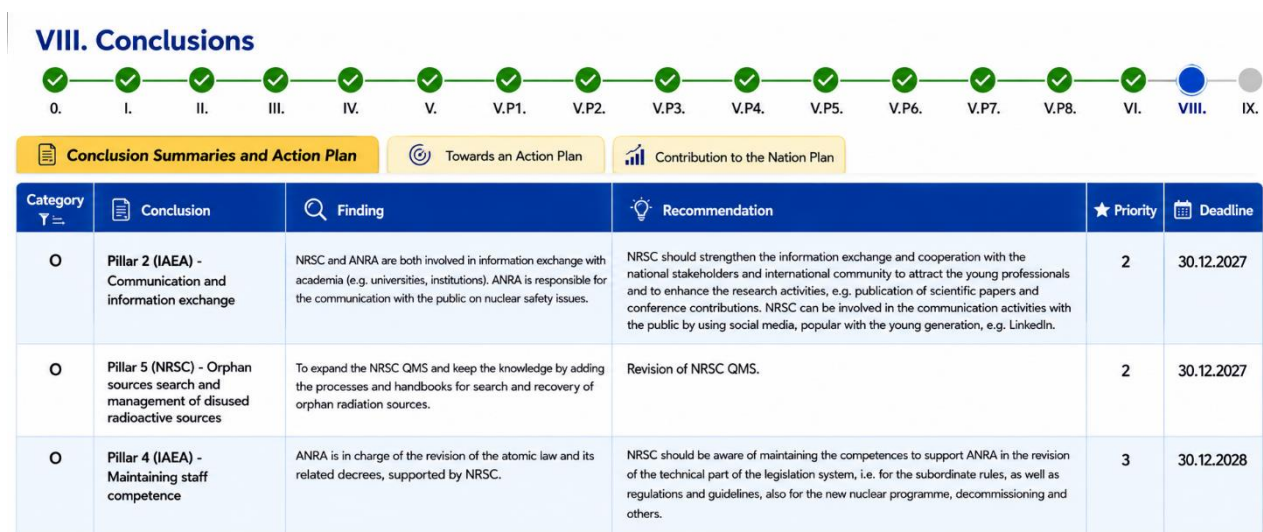 VIII. Conclusions
0. I. II. III. IV. V. V.P1. V.P2. V.P3. V.P4. V.P5. V.P6. V.P7. V.P8. VI. VIII. IX.
Conclusion Summaries and Action Plan
Towards an Action Plan
Contribution to the Nation Plan
Category
Conclusion
Finding
Recommendation
Priority
Deadline
O
Pillar 2 (IAEA) -
Communication and
information exchange
NRSC and ANRA are both involved in information exchange with
academia (e.g. universities, institutions). ANRA is responsible for
the communication with the public on nuclear safety issues.
NRSC should strengthen the information exchange and cooperation with the
national stakeholders and international community to attract the young professionals
and to enhance the research activities, e.g. publication of scientific papers and
conference contributions. NRSC can be involved in the communication activities with
the public by using social media, popular with the young generation, e.g. LinkedIn.
2
30.12.2027
O
Pillar 5 (NRSC) - Orphan
sources search and
management of disused
radioactive sources
To expand the NRSC QMS and keep the knowledge by adding
the processes and handbooks for search and recovery of
orphan radiation sources.
Revision of NRSC QMS.
2
30.12.2027
O
Pillar 4 (IAEA) -
Maintaining staff
competence
ANRA is in charge of the revision of the atomic law and its
related decrees, supported by NRSC.
NRSC should be aware of maintaining the competences to support ANRA in the revision
of the technical part of the legislation system, i.e. for the subordinate rules, as well as
regulations and guidelines, also for the new nuclear programme, decommissioning and
others.
3
30.12.2028